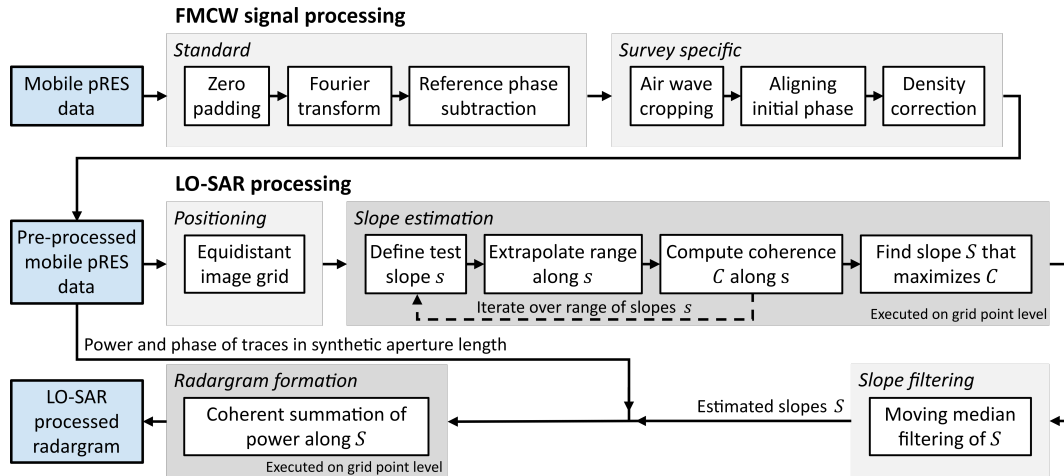 FMCW signal processing
Standard
Survey specific
Mobile pRES
data
Zero
padding
Fourier
transform
Reference phase
subtraction
Air wave
cropping
Aligning
initial phase
Density
correction
LO-SAR processing
Positioning
Slope estimation
Pre-processed
mobile pRES
data
Equidistant
image grid
Define test
slope s
Extrapolate range
along s
Compute coherence
C along s
Find slope S that
maximizes C
Iterate over range of slopes s
Executed on grid point level
Power and phase of traces in synthetic aperture length
Radargram formation
Slope filtering
LO-SAR
processed
radargram
Coherent summation of
power along S
Executed on grid point level
Estimated slopes S
Moving median
filtering of S